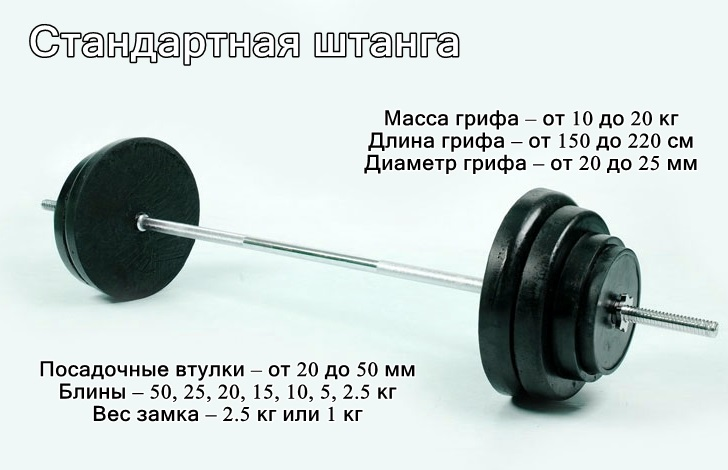 Стандартная штанга
Масса грифа – от 10 до 20 кг
Длина грифа – от 150 до 220 см
Диаметр грифа – от 20 до 25 мм
Посадочные втулки – от 20 до 50 мм
Блины – 50, 25, 20, 15, 10, 5, 2.5 кг
Вес замка – 2.5 кг или 1 кг